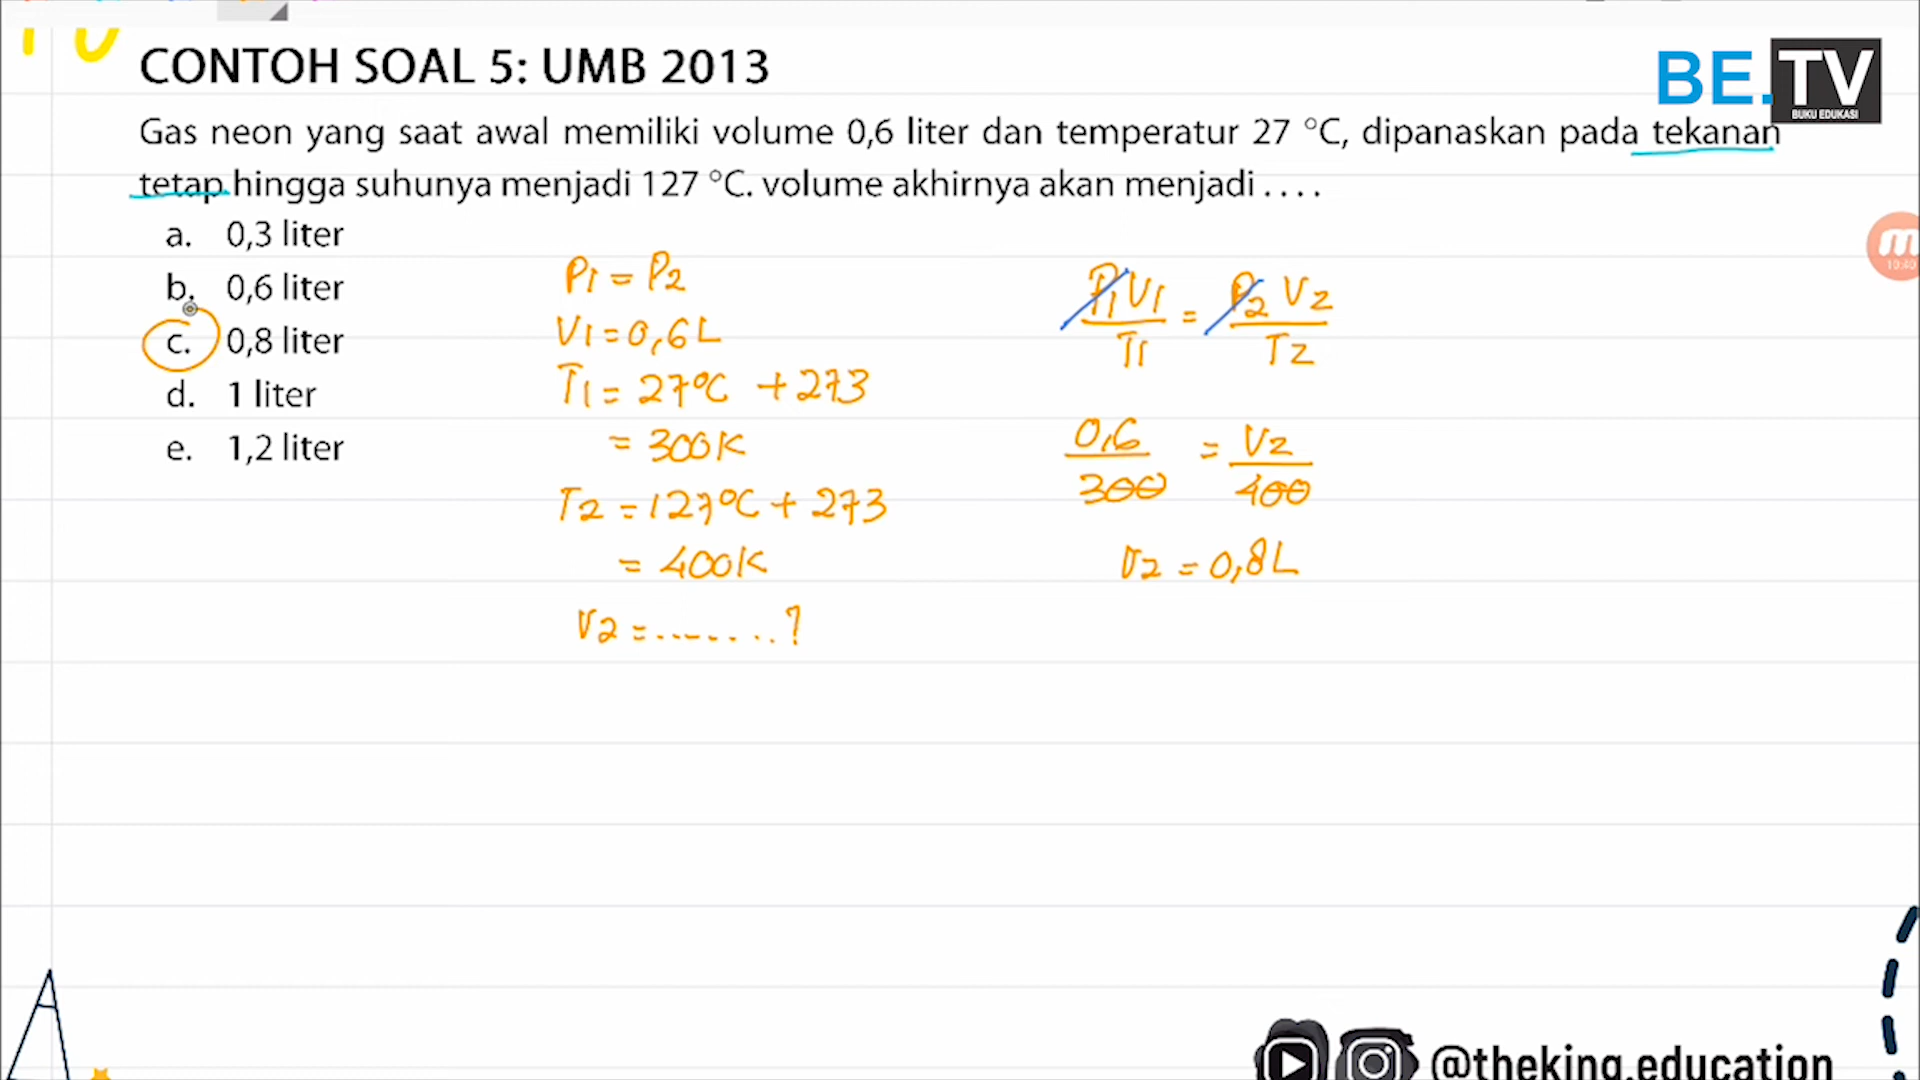 CONTOH SOAL 5: UMB 2013
BE.TV
BUKU EDUKASI
Gas neon yang saat awal memiliki volume 0,6 liter dan temperatur 27 °C, dipanaskan pada tekanan
tetap hingga suhunya menjadi 127 °C. volume akhirnya akan menjadi . . . .
a. 0,3 liter
b. 0,6 liter
c. 0,8 liter
d. 1 liter
e. 1,2 liter
P1 = P2
V1 = 0,6 L
T1 = 27°C + 273
= 300K
T2 = 127°C + 273
= 400K
V2 = ........?
P1V1 / T1 = P2 V2 / T2
0,6 / 300 = V2 / 400
V2 = 0,8L
@theking.education